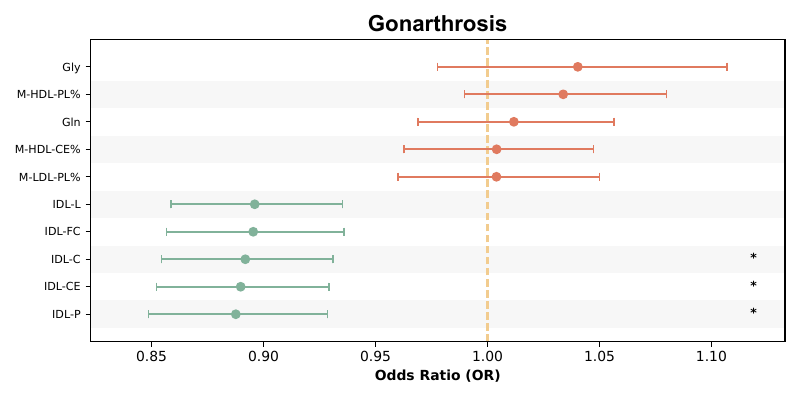 Gonarthrosis
Gly
M-HDL-PL%
Gln
M-HDL-CE%
M-LDL-PL%
IDL-L
IDL-FC
IDL-C *
IDL-CE *
IDL-P *
0.85 0.90 0.95 1.00 1.05 1.10
Odds Ratio (OR)